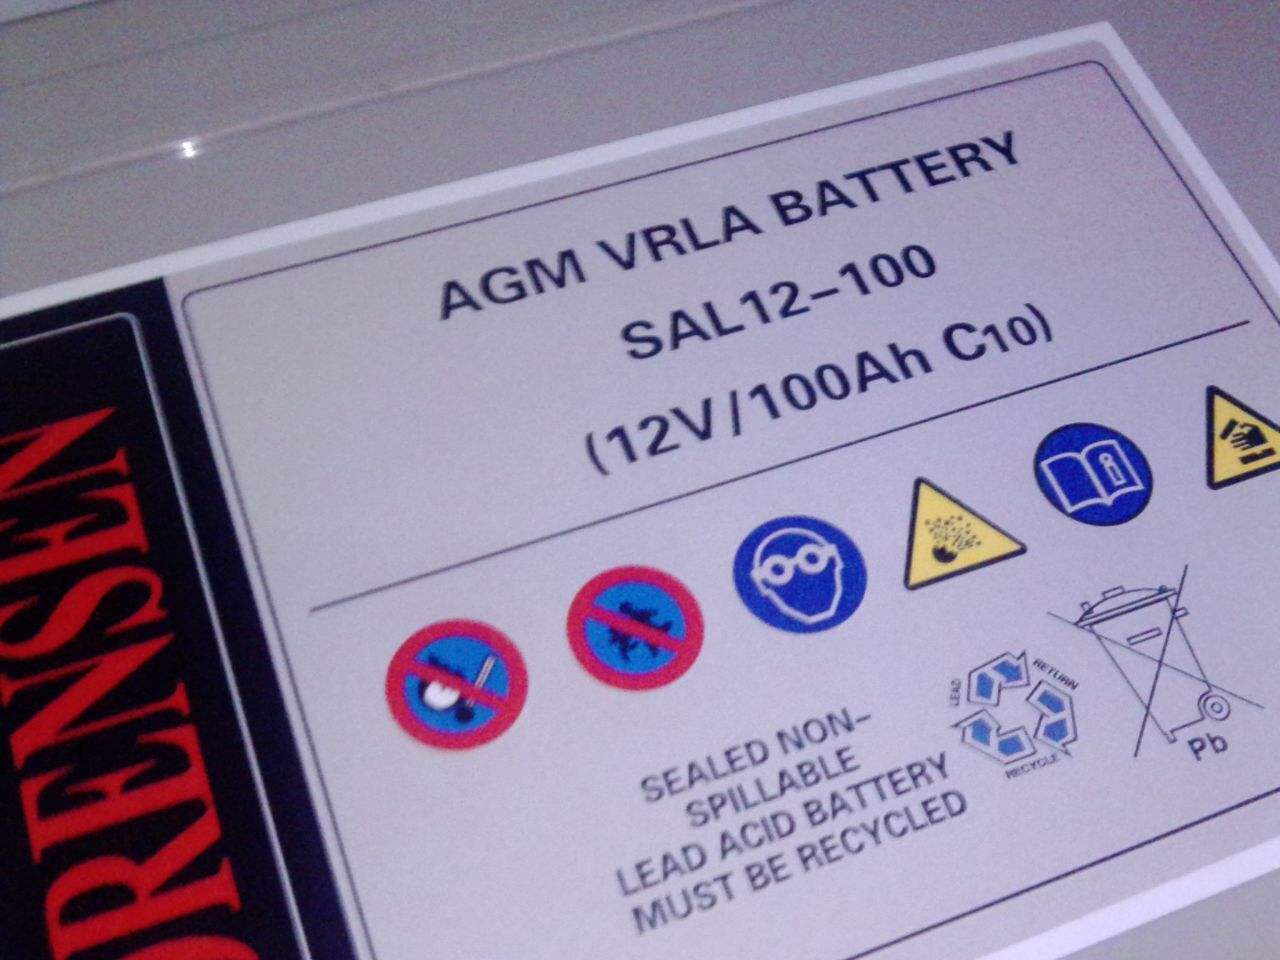 AGM VRLA BATTERY
SAL12-100
(12V/100Ah C10)
SEALED NON-
SPILLABLE
LEAD ACID BATTERY
MUST BE RECYCLED
LEAD
RETURN
RECYCLE
Pb
ORENSEN